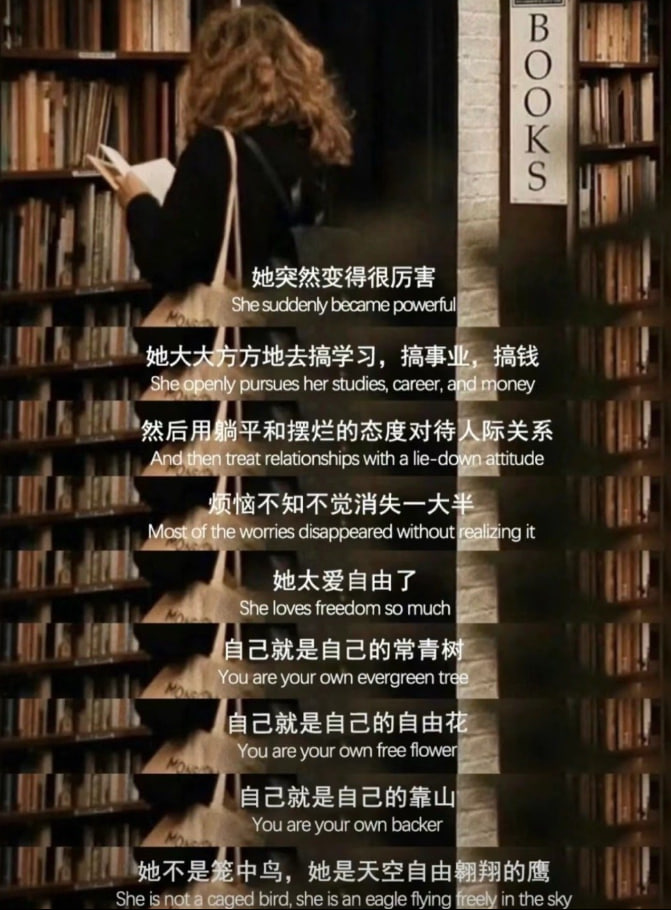 BOOKS
她突然变得很厉害
She suddenly became powerful
她大大方方地去搞学习，搞事业，搞钱
She openly pursues her studies, career, and money
然后用躺平和摆烂的态度对待人际关系
And then treat relationships with a lie-down attitude
烦恼不知不觉消失一大半
Most of the worries disappeared without realizing it
她太爱自由了
She loves freedom so much
自己就是自己的常青树
You are your own evergreen tree
自己就是自己的自由花
You are your own free flower
自己就是自己的靠山
You are your own backer
她不是笼中鸟，她是天空自由翱翔的鹰
She is not a caged bird, she is an eagle flying freely in the sky